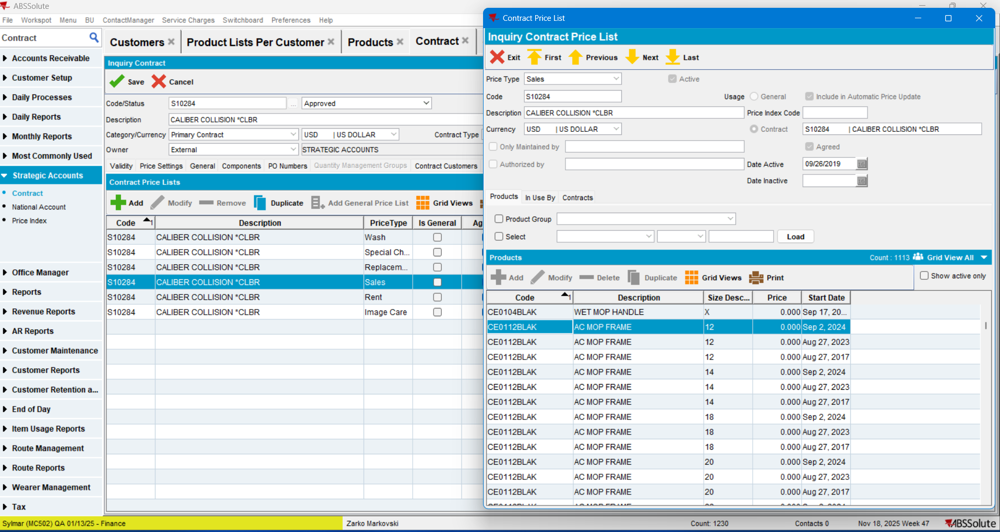 ABSSolute
File Workspot Menu BU ContactManager Service Charges Switchboard Preferences Help
Contract
Accounts Receivable
Customer Setup
Daily Processes
Daily Reports
Monthly Reports
Most Commonly Used
Strategic Accounts
Contract
National Account
Price Index
Office Manager
Reports
Revenue Reports
AR Reports
Customer Maintenance
Customer Reports
Customer Retention a...
End of Day
Item Usage Reports
Route Management
Route Reports
Wearer Management
Tax
Customers Product Lists Per Customer Products Contract
Inquiry Contract
Save Cancel
Code/Status S10284 ... Approved
Description CALIBER COLLISION *CLBR
Category/Currency Primary Contract USD | US DOLLAR Contract Type
Owner External STRATEGIC ACCOUNTS
Validity Price Settings General Components PO Numbers Quantity Management Groups Contract Customers
Contract Price Lists
Add Modify Remove Duplicate Add General Price List Grid Views
Code 1 Description PriceType Is General Ag
S10284 CALIBER COLLISION *CLBR Wash
S10284 CALIBER COLLISION *CLBR Special Ch...
S10284 CALIBER COLLISION *CLBR Replacem...
S10284 CALIBER COLLISION *CLBR Sales
S10284 CALIBER COLLISION *CLBR Rent
S10284 CALIBER COLLISION *CLBR Image Care
Contract Price List
Inquiry Contract Price List
Exit First Previous Next Last
Price Type Sales Active
Code S10284 Usage General Include in Automatic Price Update
Description CALIBER COLLISION *CLBR Price Index Code
Currency USD | US DOLLAR Contract S10284 | CALIBER COLLISION *CLBR
Only Maintained by Agreed
Authorized by Date Active 09/26/2019 16
Date Inactive 16
Products In Use By Contracts
Product Group
Select Load
Products Count : 1113 Grid View All
Add Modify Delete Duplicate Grid Views Print Show active only
Code 1 Description Size Desc... Price Start Date
CE0104BLAK WET MOP HANDLE X 0.000 Sep 17, 20...
CE0112BLAK AC MOP FRAME 12 0.000 Sep 2, 2024
CE0112BLAK AC MOP FRAME 12 0.000 Aug 27, 2023
CE0112BLAK AC MOP FRAME 12 0.000 Aug 27, 2017
CE0112BLAK AC MOP FRAME 14 0.000 Sep 2, 2024
CE0112BLAK AC MOP FRAME 14 0.000 Aug 27, 2023
CE0112BLAK AC MOP FRAME 14 0.000 Aug 27, 2017
CE0112BLAK AC MOP FRAME 18 0.000 Sep 2, 2024
CE0112BLAK AC MOP FRAME 18 0.000 Aug 27, 2023
CE0112BLAK AC MOP FRAME 18 0.000 Aug 27, 2017
CE0112BLAK AC MOP FRAME 20 0.000 Sep 2, 2024
CE0112BLAK AC MOP FRAME 20 0.000 Aug 27, 2023
CE0112BLAK AC MOP FRAME 20 0.000 Aug 27, 2017
Sylmar (MC502) QA 01/13/25 - Finance Zarko Markovski Count: 1230 Contacts 0 Nov 18, 2025 Week 47 ABSSolute